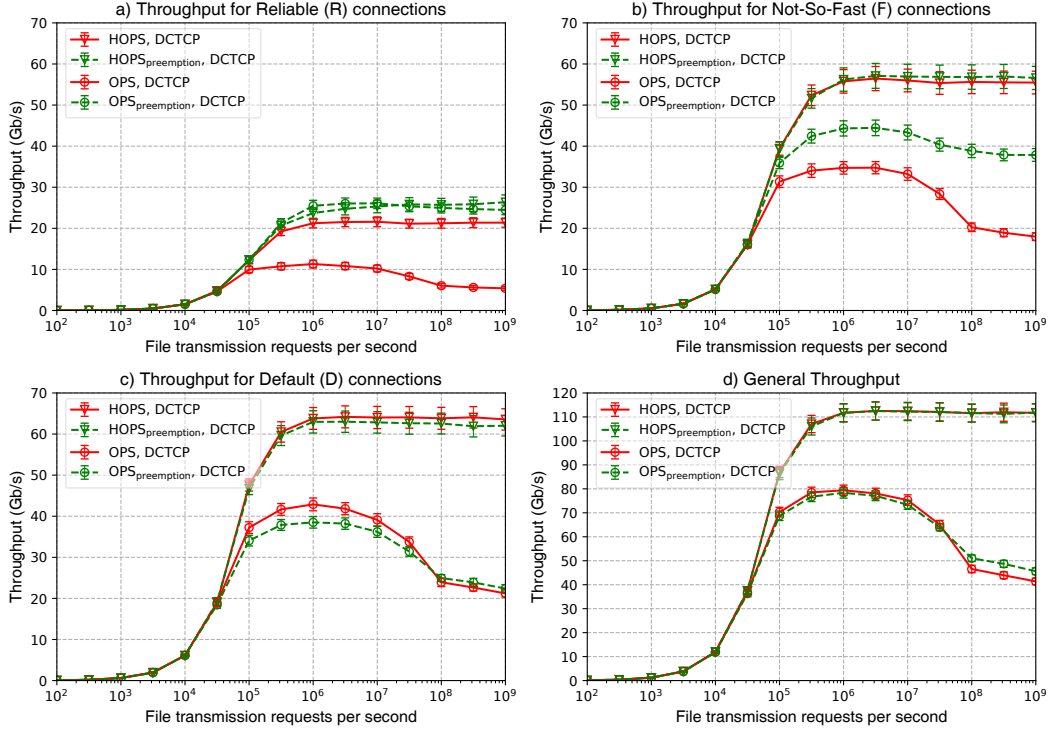 a) Throughput for Reliable (R) connections
HOPS, DCTCP
HOPSpreemption, DCTCP
OPS, DCTCP
OPSpreemption, DCTCP
Throughput (Gb/s)
70
60
50
40
30
20
10
0
10² 10³ 10⁴ 10⁵ 10⁶ 10⁷ 10⁸ 10⁹
File transmission requests per second
b) Throughput for Not-So-Fast (F) connections
HOPS, DCTCP
HOPSpreemption, DCTCP
OPS, DCTCP
OPSpreemption, DCTCP
Throughput (Gb/s)
70
60
50
40
30
20
10
0
10² 10³ 10⁴ 10⁵ 10⁶ 10⁷ 10⁸ 10⁹
File transmission requests per second
c) Throughput for Default (D) connections
HOPS, DCTCP
HOPSpreemption, DCTCP
OPS, DCTCP
OPSpreemption, DCTCP
Throughput (Gb/s)
70
60
50
40
30
20
10
0
10² 10³ 10⁴ 10⁵ 10⁶ 10⁷ 10⁸ 10⁹
File transmission requests per second
d) General Throughput
HOPS, DCTCP
HOPSpreemption, DCTCP
OPS, DCTCP
OPSpreemption, DCTCP
Throughput (Gb/s)
120
110
100
90
80
70
60
50
40
30
20
10
0
10² 10³ 10⁴ 10⁵ 10⁶ 10⁷ 10⁸ 10⁹
File transmission requests per second